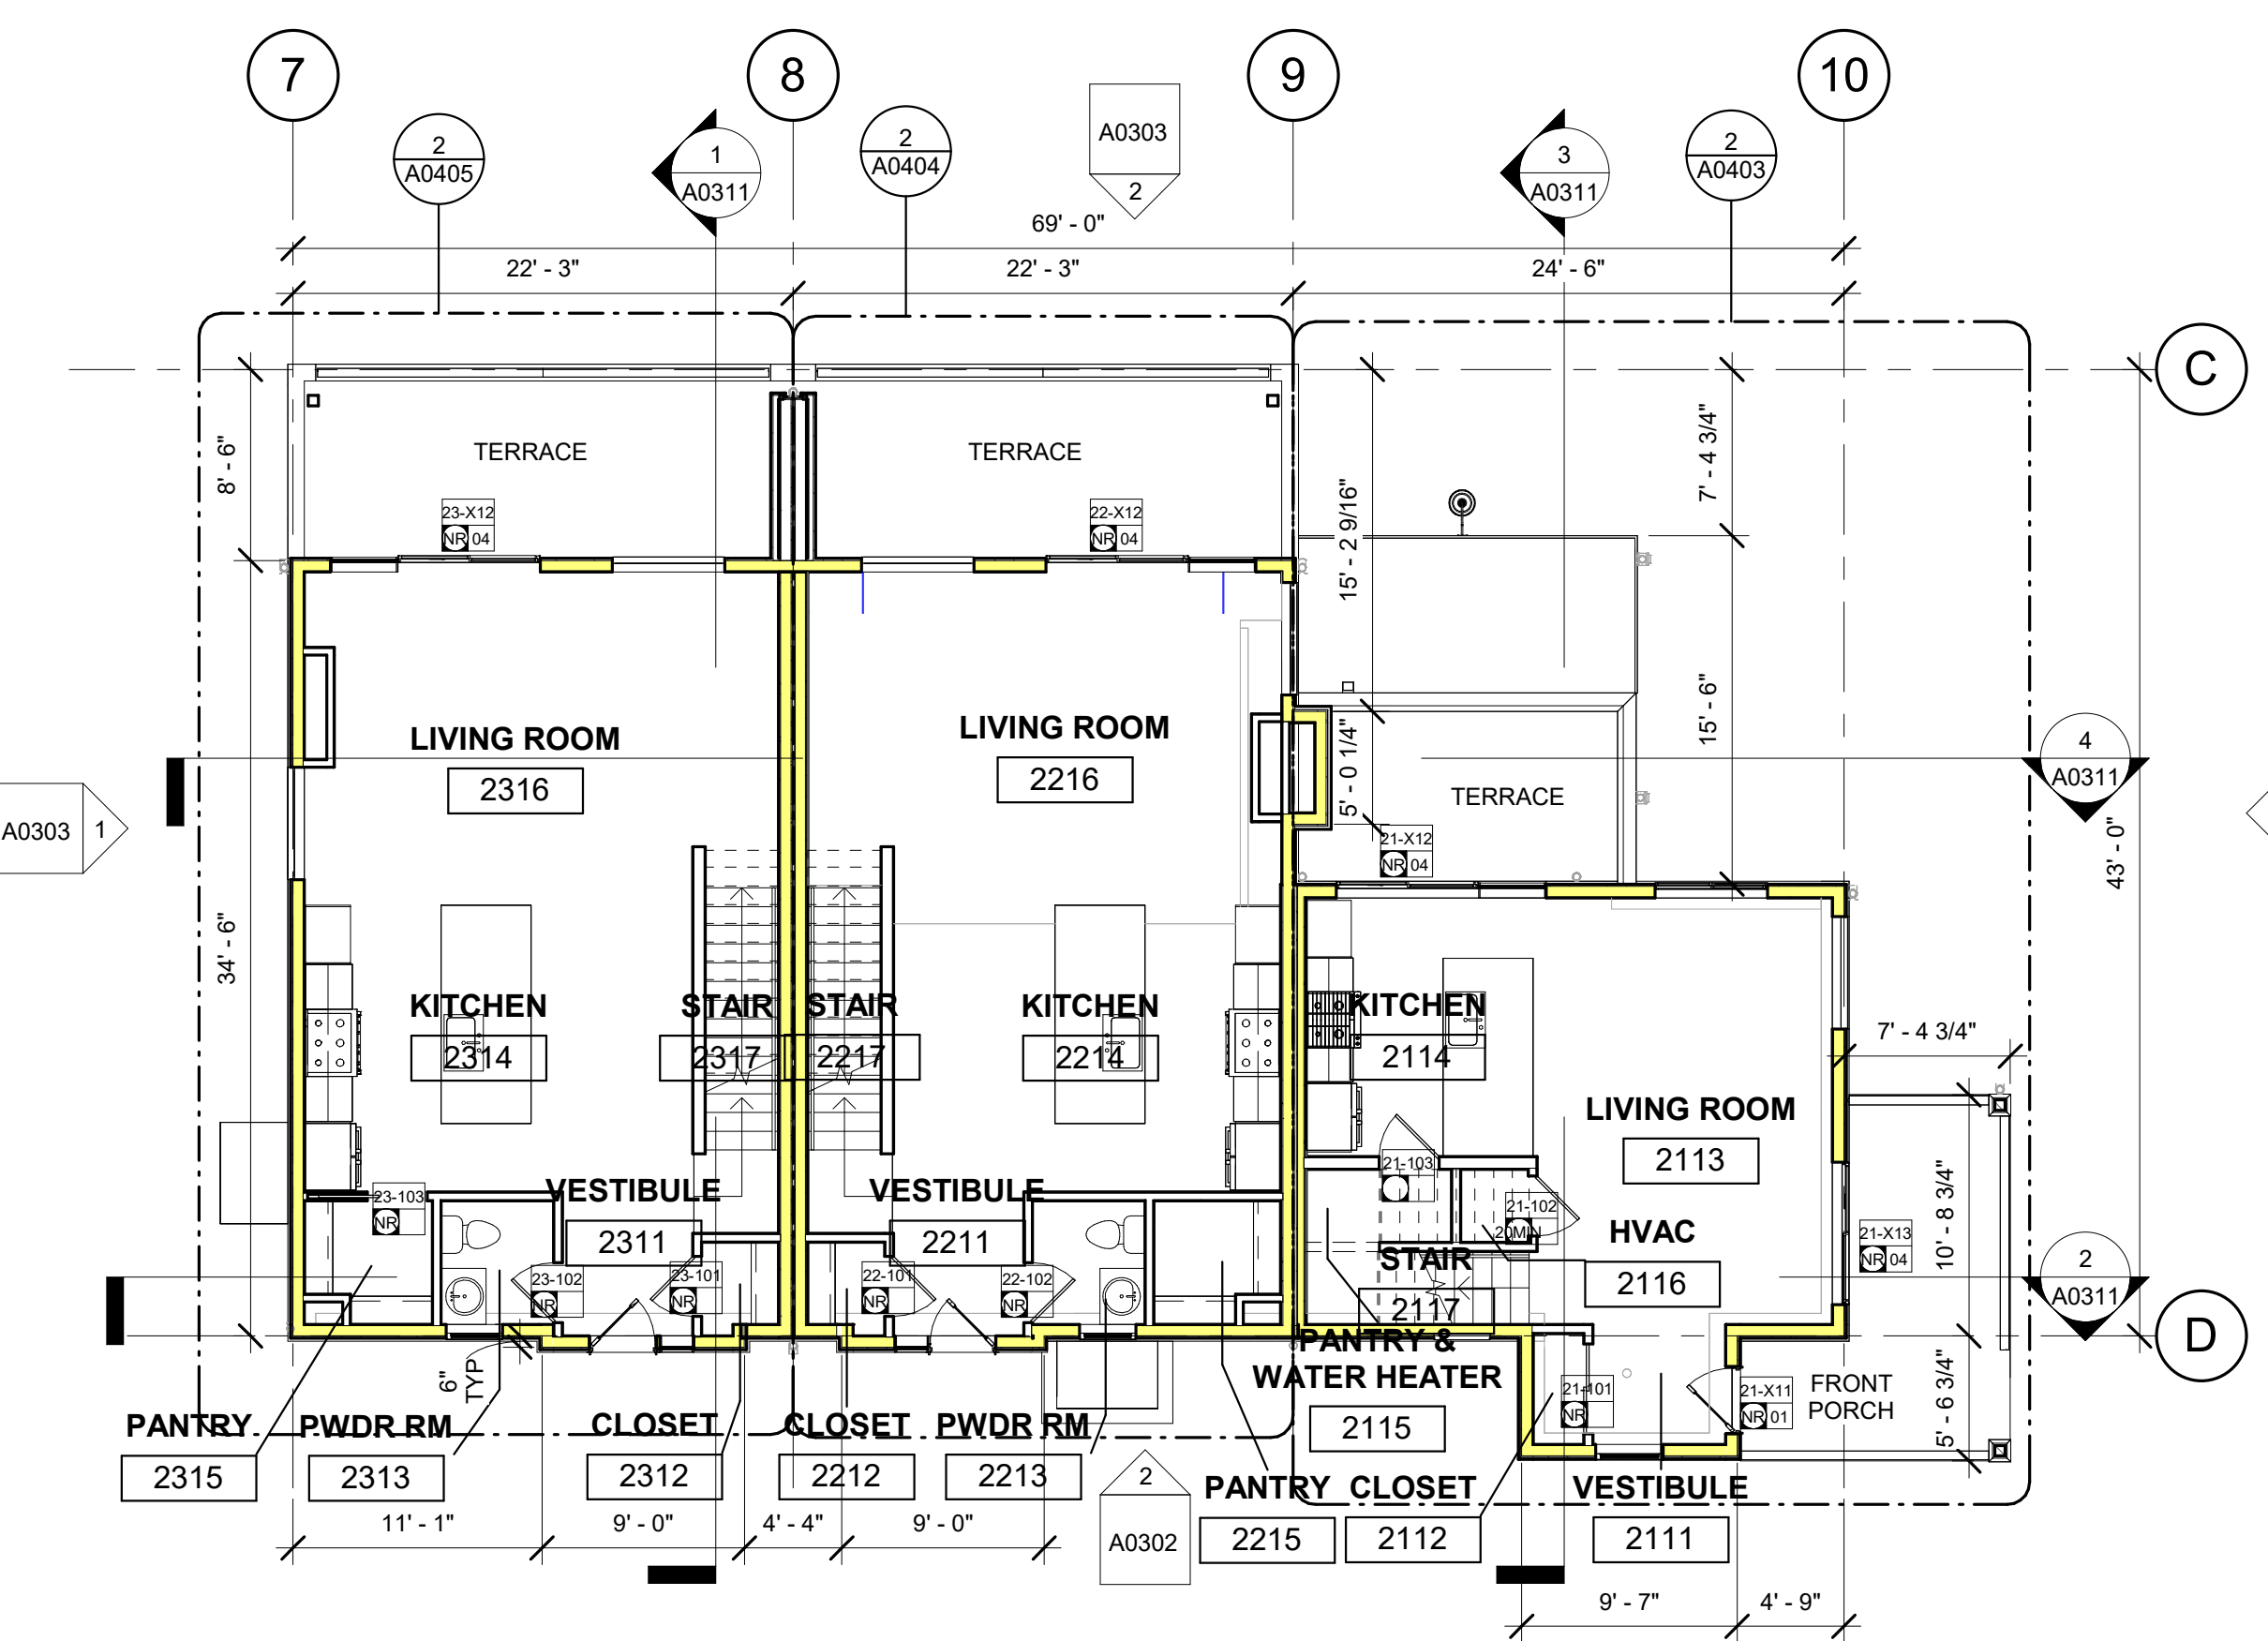 7
8
9
10
2
A0405
1
A0311
2
A0404
A0303
2
3
A0311
2
A0403
69' - 0"
22' - 3"
22' - 3"
24' - 6"
C
8' - 6"
TERRACE
TERRACE
7' - 4 3/4"
15' - 2 9/16"
23-X12
NR 04
22-X12
NR 04
LIVING ROOM
2316
LIVING ROOM
2216
15' - 6"
5' - 0 1/4"
TERRACE
4
A0311
A0303 1
21-X12
NR 04
43' - 0"
34' - 6"
KITCHEN
2314
STAIR
2317
STAIR
2217
KITCHEN
2214
KITCHEN
2114
7' - 4 3/4"
LIVING ROOM
2113
21-103
23-103
NR
VESTIBULE
2311
VESTIBULE
2211
21-102
20MIN
HVAC
2116
21-X13
NR 04
10' - 8 3/4"
23-102
NR
23-101
NR
22-101
NR
22-102
NR
STAIR
2117
2
A0311
D
6"
TYP
PANTRY &
WATER HEATER
2115
21-101
NR
21-X11
NR 01
FRONT
PORCH
5' - 6 3/4"
PANTRY
2315
PWDR RM
2313
CLOSET
2312
CLOSET
2212
PWDR RM
2213
2
A0302
PANTRY
2215
CLOSET
2112
VESTIBULE
2111
11' - 1"
9' - 0"
4' - 4"
9' - 0"
9' - 7"
4' - 9"